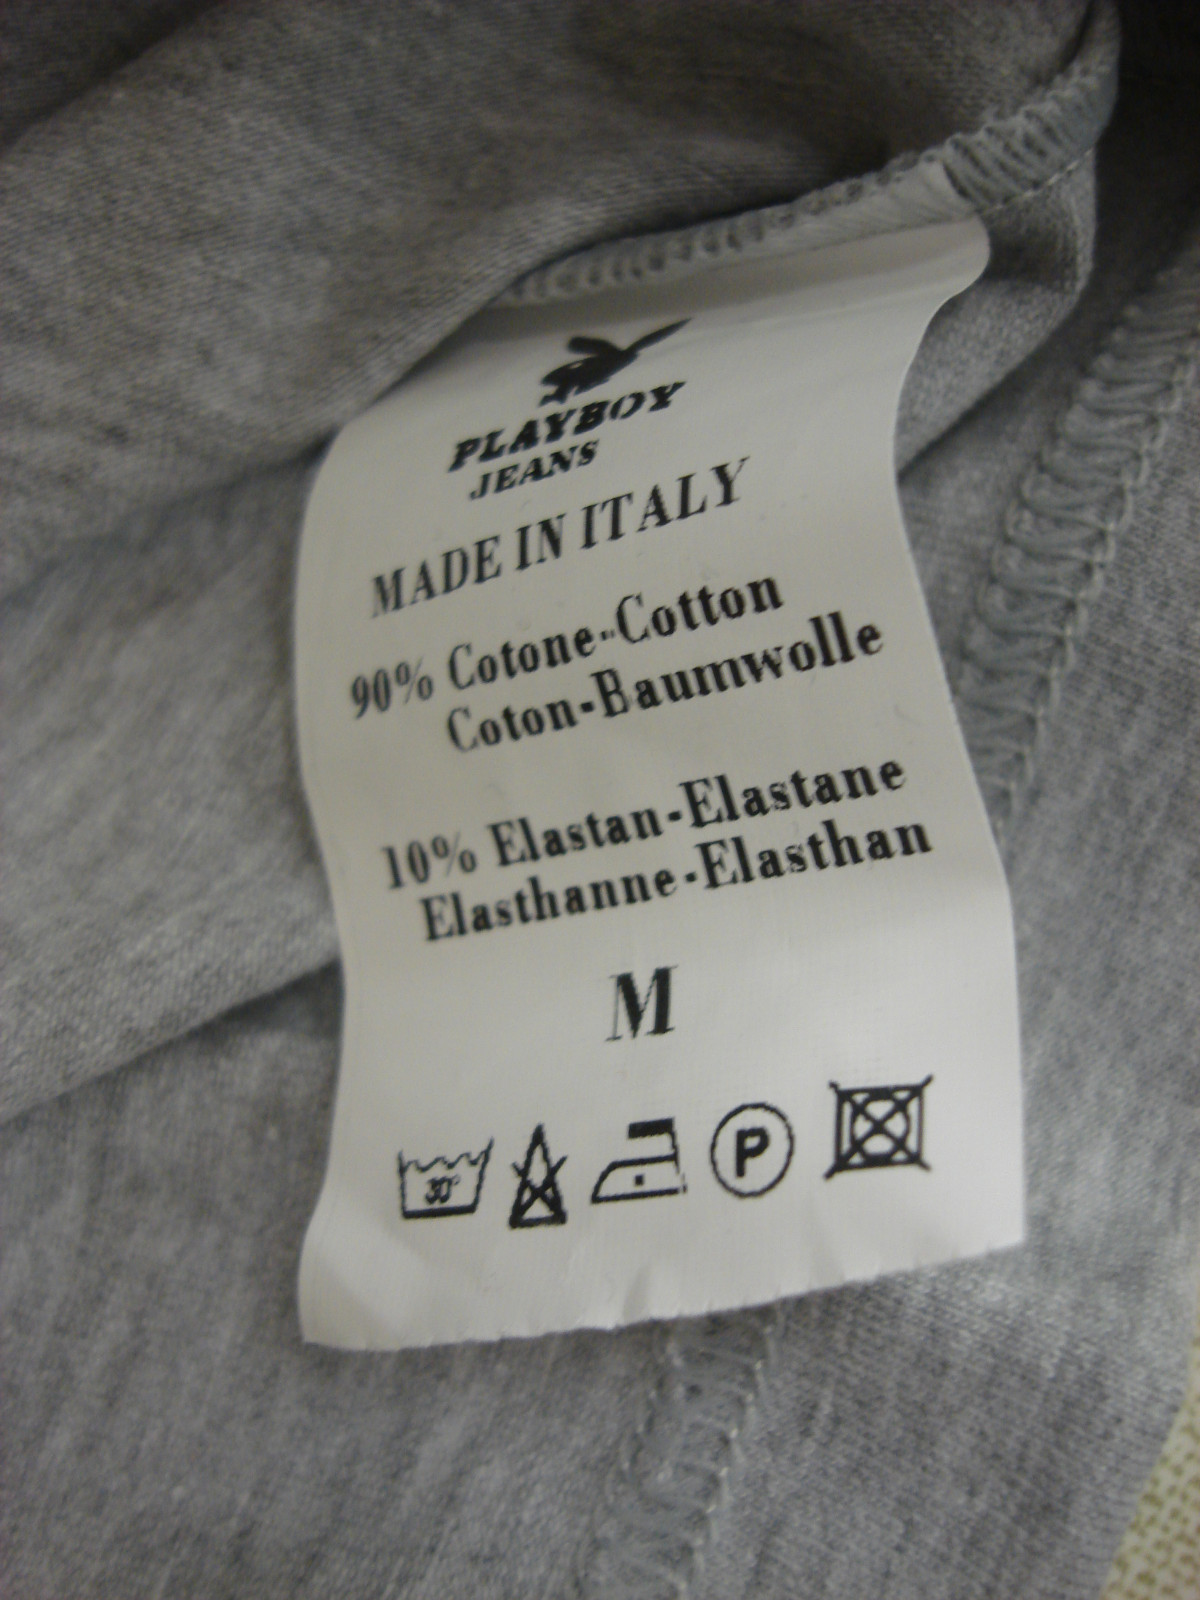 PLAYBOY
JEANS
MADE IN ITALY
90% Cotone-Cotton
Coton-Baumwolle
10% Elastan-Elastane
Elasthanne-Elasthan
M
30°
P